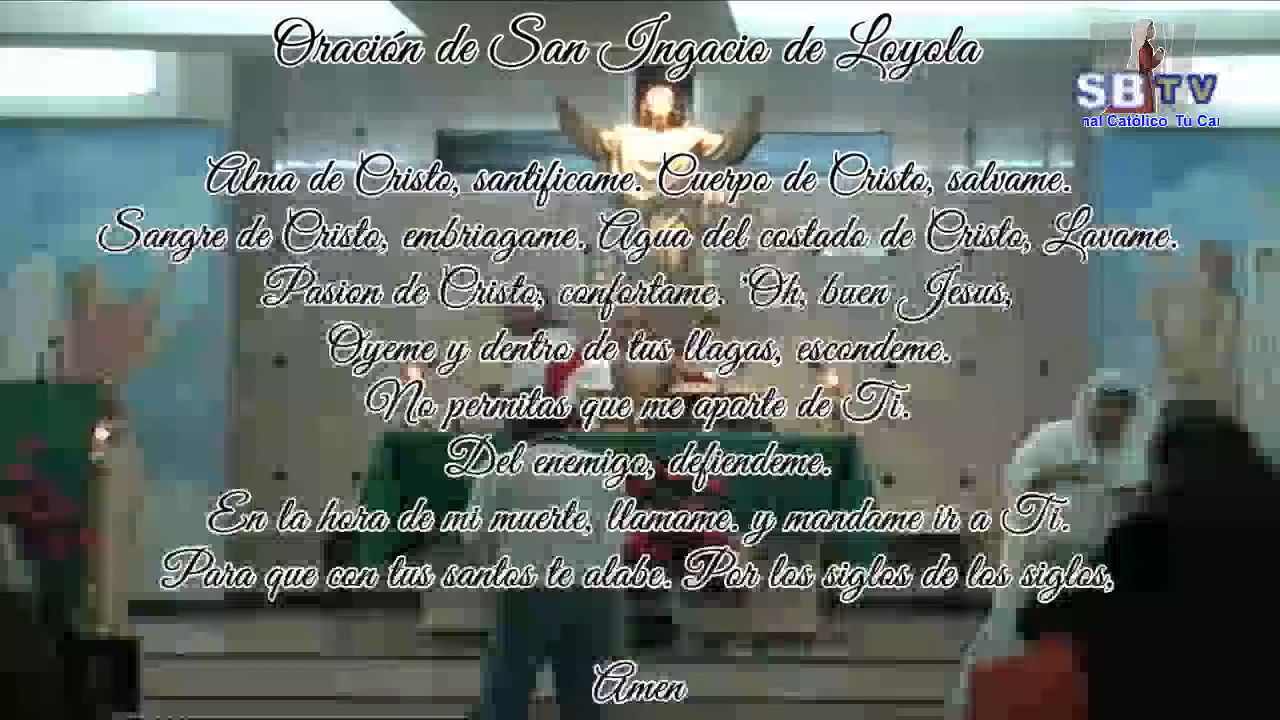 Oración de San Ingacio de Loyola
SBTV
nal Católico Tu Can
Alma de Cristo, santificame. Cuerpo de Cristo, salvame.
Sangre de Cristo, embriagame. Agua del costado de Cristo, Lavame.
Pasion de Cristo, confortame. 'Oh, buen Jesus,
Oyeme y dentro de tus llagas, escondeme.
No permitas que me aparte de Ti.
Del enemigo, defiendeme.
En la hora de mi muerte, llamame. y mandame ir a Ti.
Para que con tus santos te alabe. Por los siglos de los siglos,
Amen